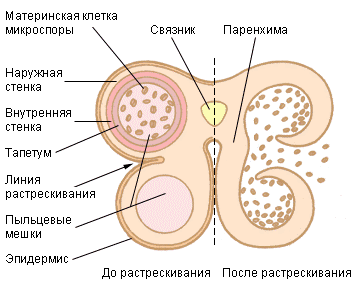 Материнская клетка
микроспоры
Связник
Паренхима
Наружная
стенка
Внутренняя
стенка
Тапетум
Линия
растрескивания
Пыльцевые
мешки
Эпидермис
До растрескивания
После растрескивания